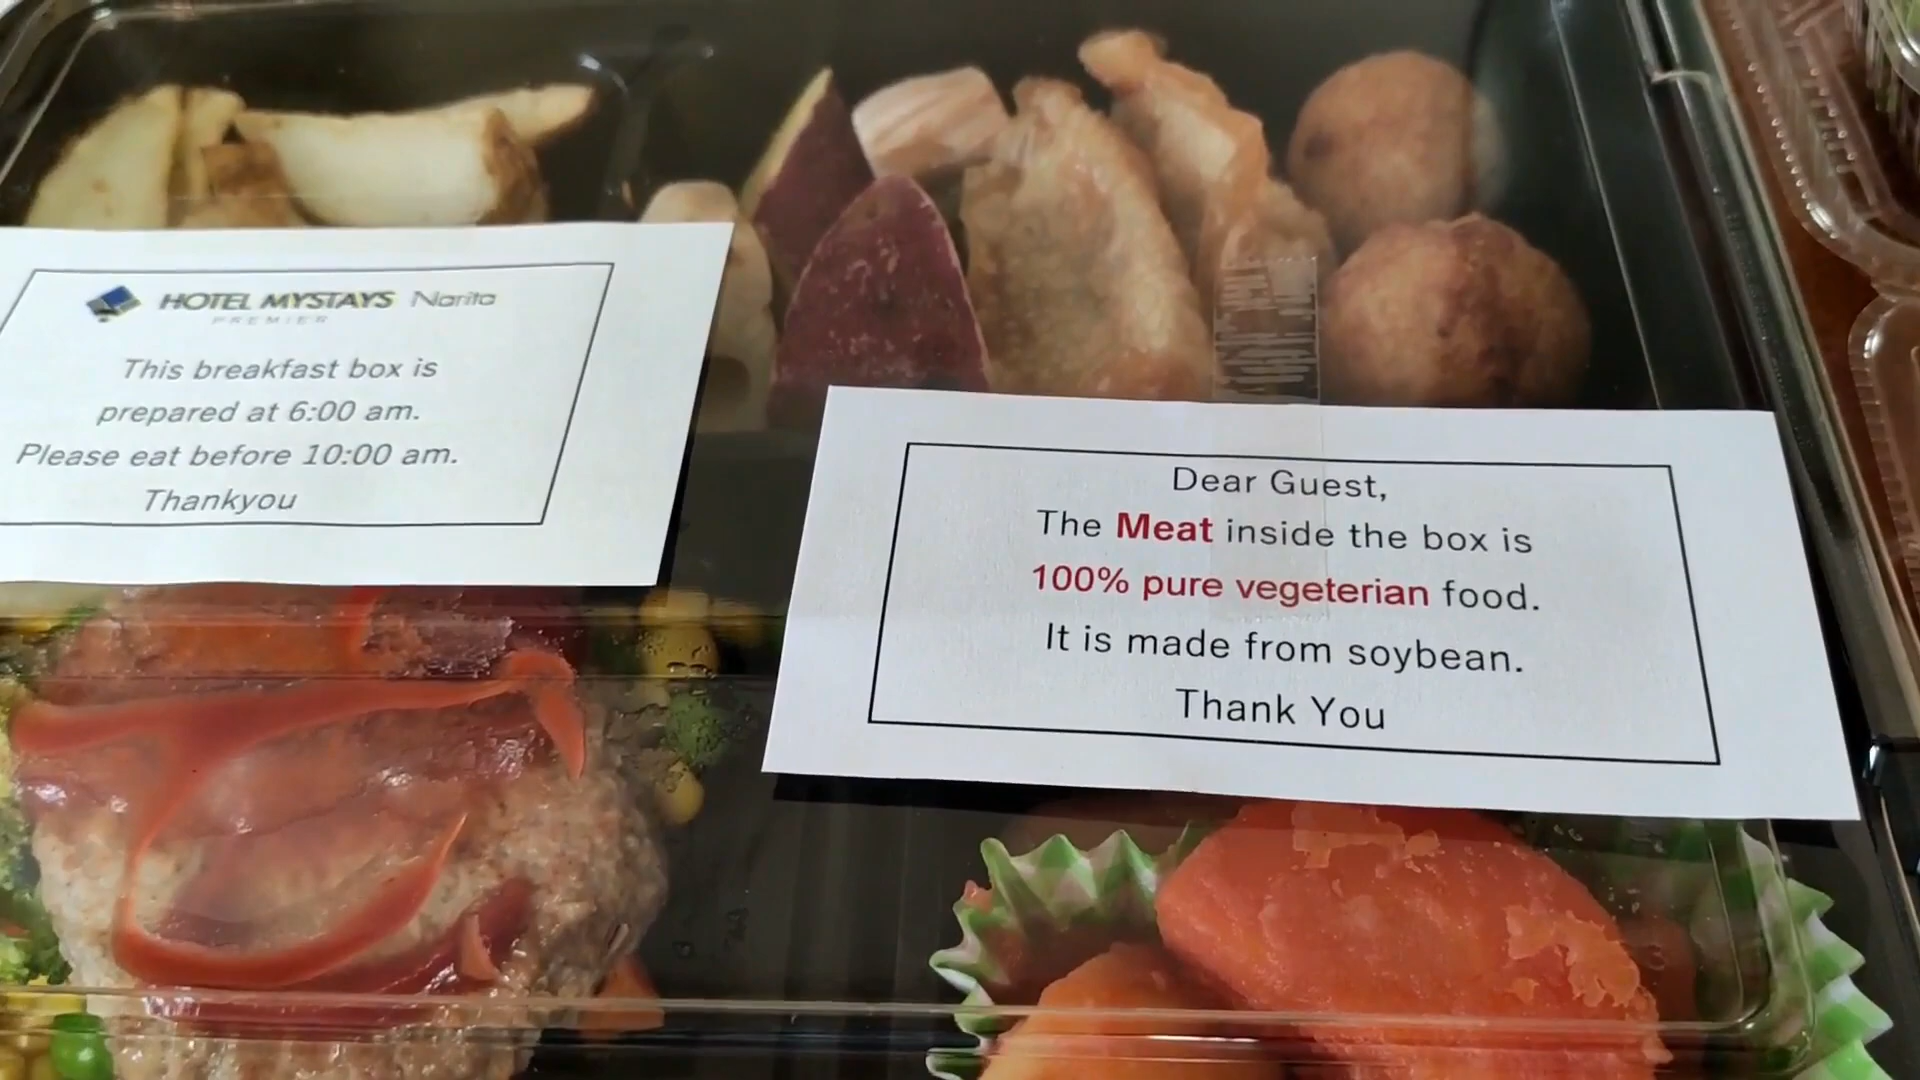 HOTEL MYSTAYS Narita
PREMIER
This breakfast box is
prepared at 6:00 am.
Please eat before 10:00 am.
Thankyou
Dear Guest,
The Meat inside the box is
100% pure vegeterian food.
It is made from soybean.
Thank You